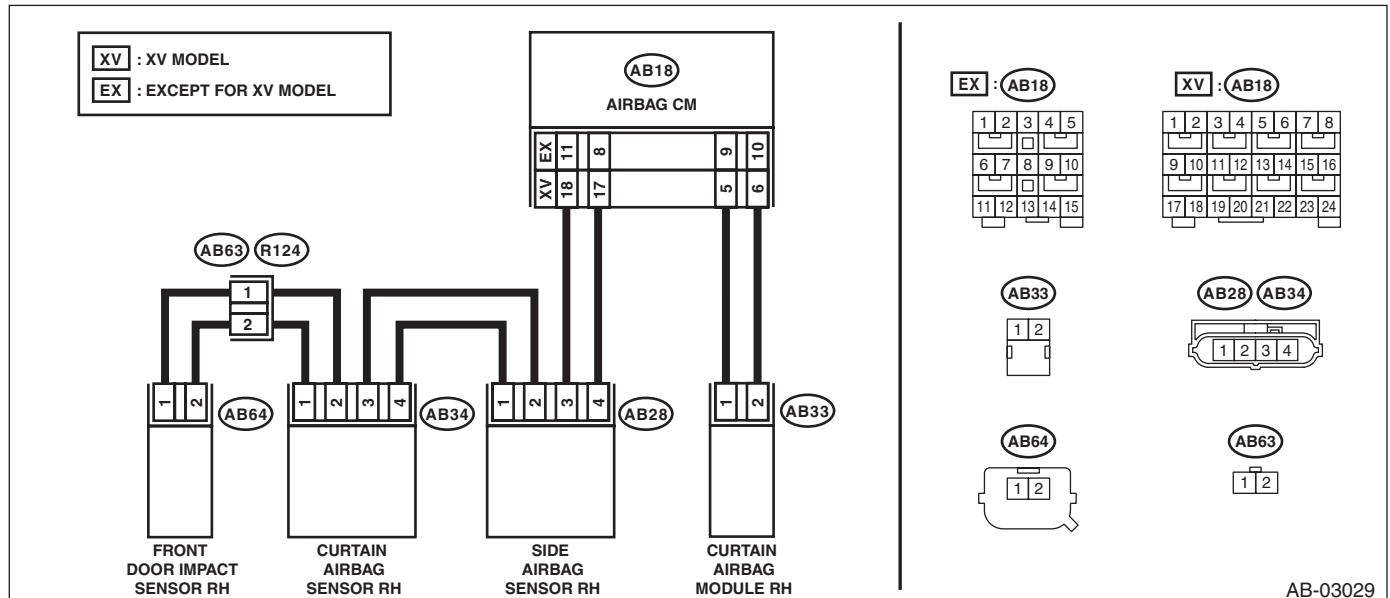 XV : XV MODEL
EX : EXCEPT FOR XV MODEL
AB18
AIRBAG CM
EX 11 8 9 10
XV 18 17 5 6
AB63 R124
1
2
1 2
AB64
1 2 3 4
AB34
1 2 3 4
AB28
1 2
AB33
FRONT
DOOR IMPACT
SENSOR RH
CURTAIN
AIRBAG
SENSOR RH
SIDE
AIRBAG
SENSOR RH
CURTAIN
AIRBAG
MODULE RH
EX : AB18
1 2 3 4 5
6 7 8 9 10
11 12 13 14 15
XV : AB18
1 2 3 4 5 6 7 8
9 10 11 12 13 14 15 16
17 18 19 20 21 22 23 24
AB33
1 2
AB28 AB34
1 2 3 4
AB64
1 2
AB63
1 2
AB-03029